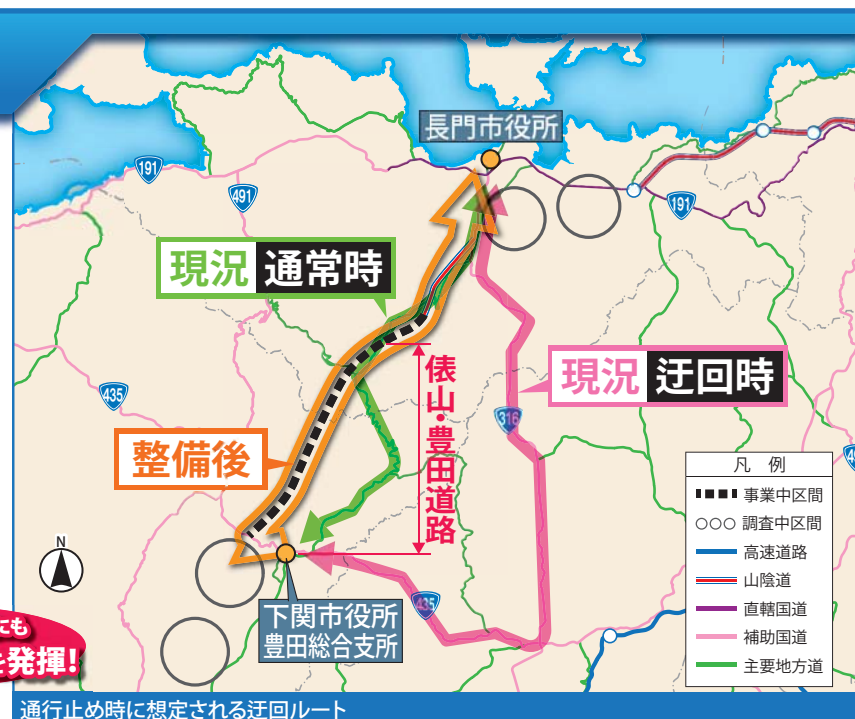 長門市役所
191
491
191
現況 通常時
435
俵山・豊田道路
現況 迂回時
316
整備後
凡 例
事業中区間
調査中区間
高速道路
山陰道
直轄国道
補助国道
主要地方道
N
435
下関市役所
豊田総合支所
にも
を発揮!
通行止め時に想定される迂回ルート